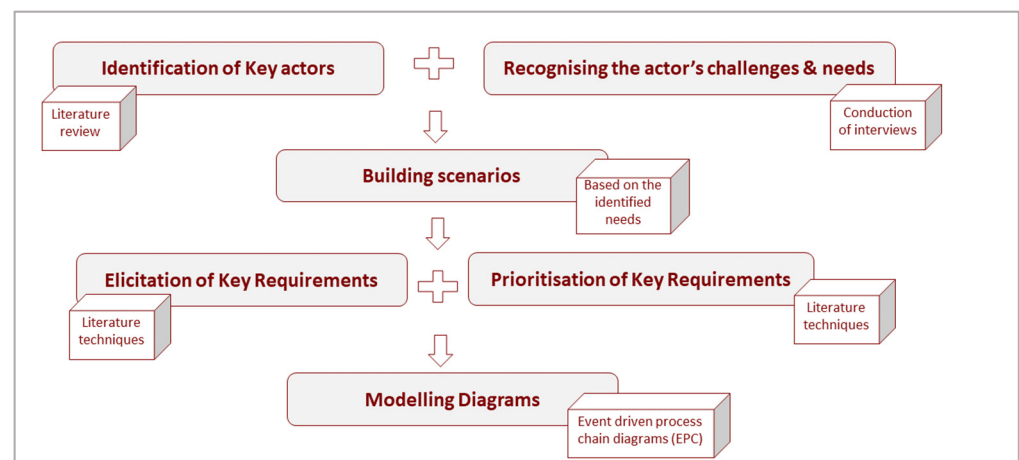 Identification of Key actors
Recognising the actor's challenges & needs
Literature
review
Conduction
of interviews
Building scenarios
Based on the
identified
needs
Elicitation of Key Requirements
Prioritisation of Key Requirements
Literature
techniques
Literature
techniques
Modelling Diagrams
Event driven process
chain diagrams (EPC)